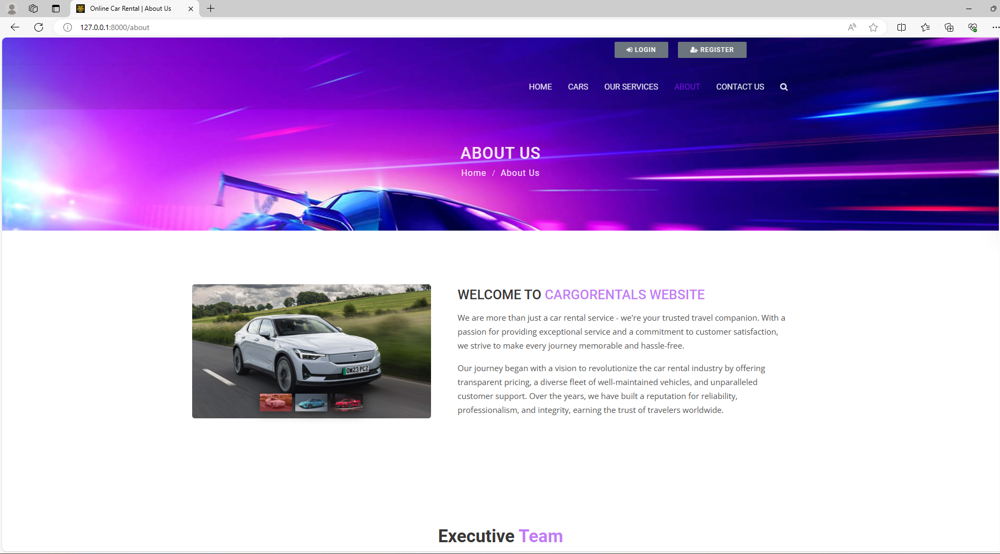 Online Car Rental | About Us
127.0.0.1:8000/about
LOGIN
REGISTER
HOME
CARS
OUR SERVICES
ABOUT
CONTACT US
ABOUT US
Home / About Us
OW23 PCZ
WELCOME TO CARGORENTALS WEBSITE
We are more than just a car rental service - we're your trusted travel companion. With a
passion for providing exceptional service and a commitment to customer satisfaction,
we strive to make every journey memorable and hassle-free.
Our journey began with a vision to revolutionize the car rental industry by offering
transparent pricing, a diverse fleet of well-maintained vehicles, and unparalleled
customer support. Over the years, we have built a reputation for reliability,
professionalism, and integrity, earning the trust of travelers worldwide.
Executive Team